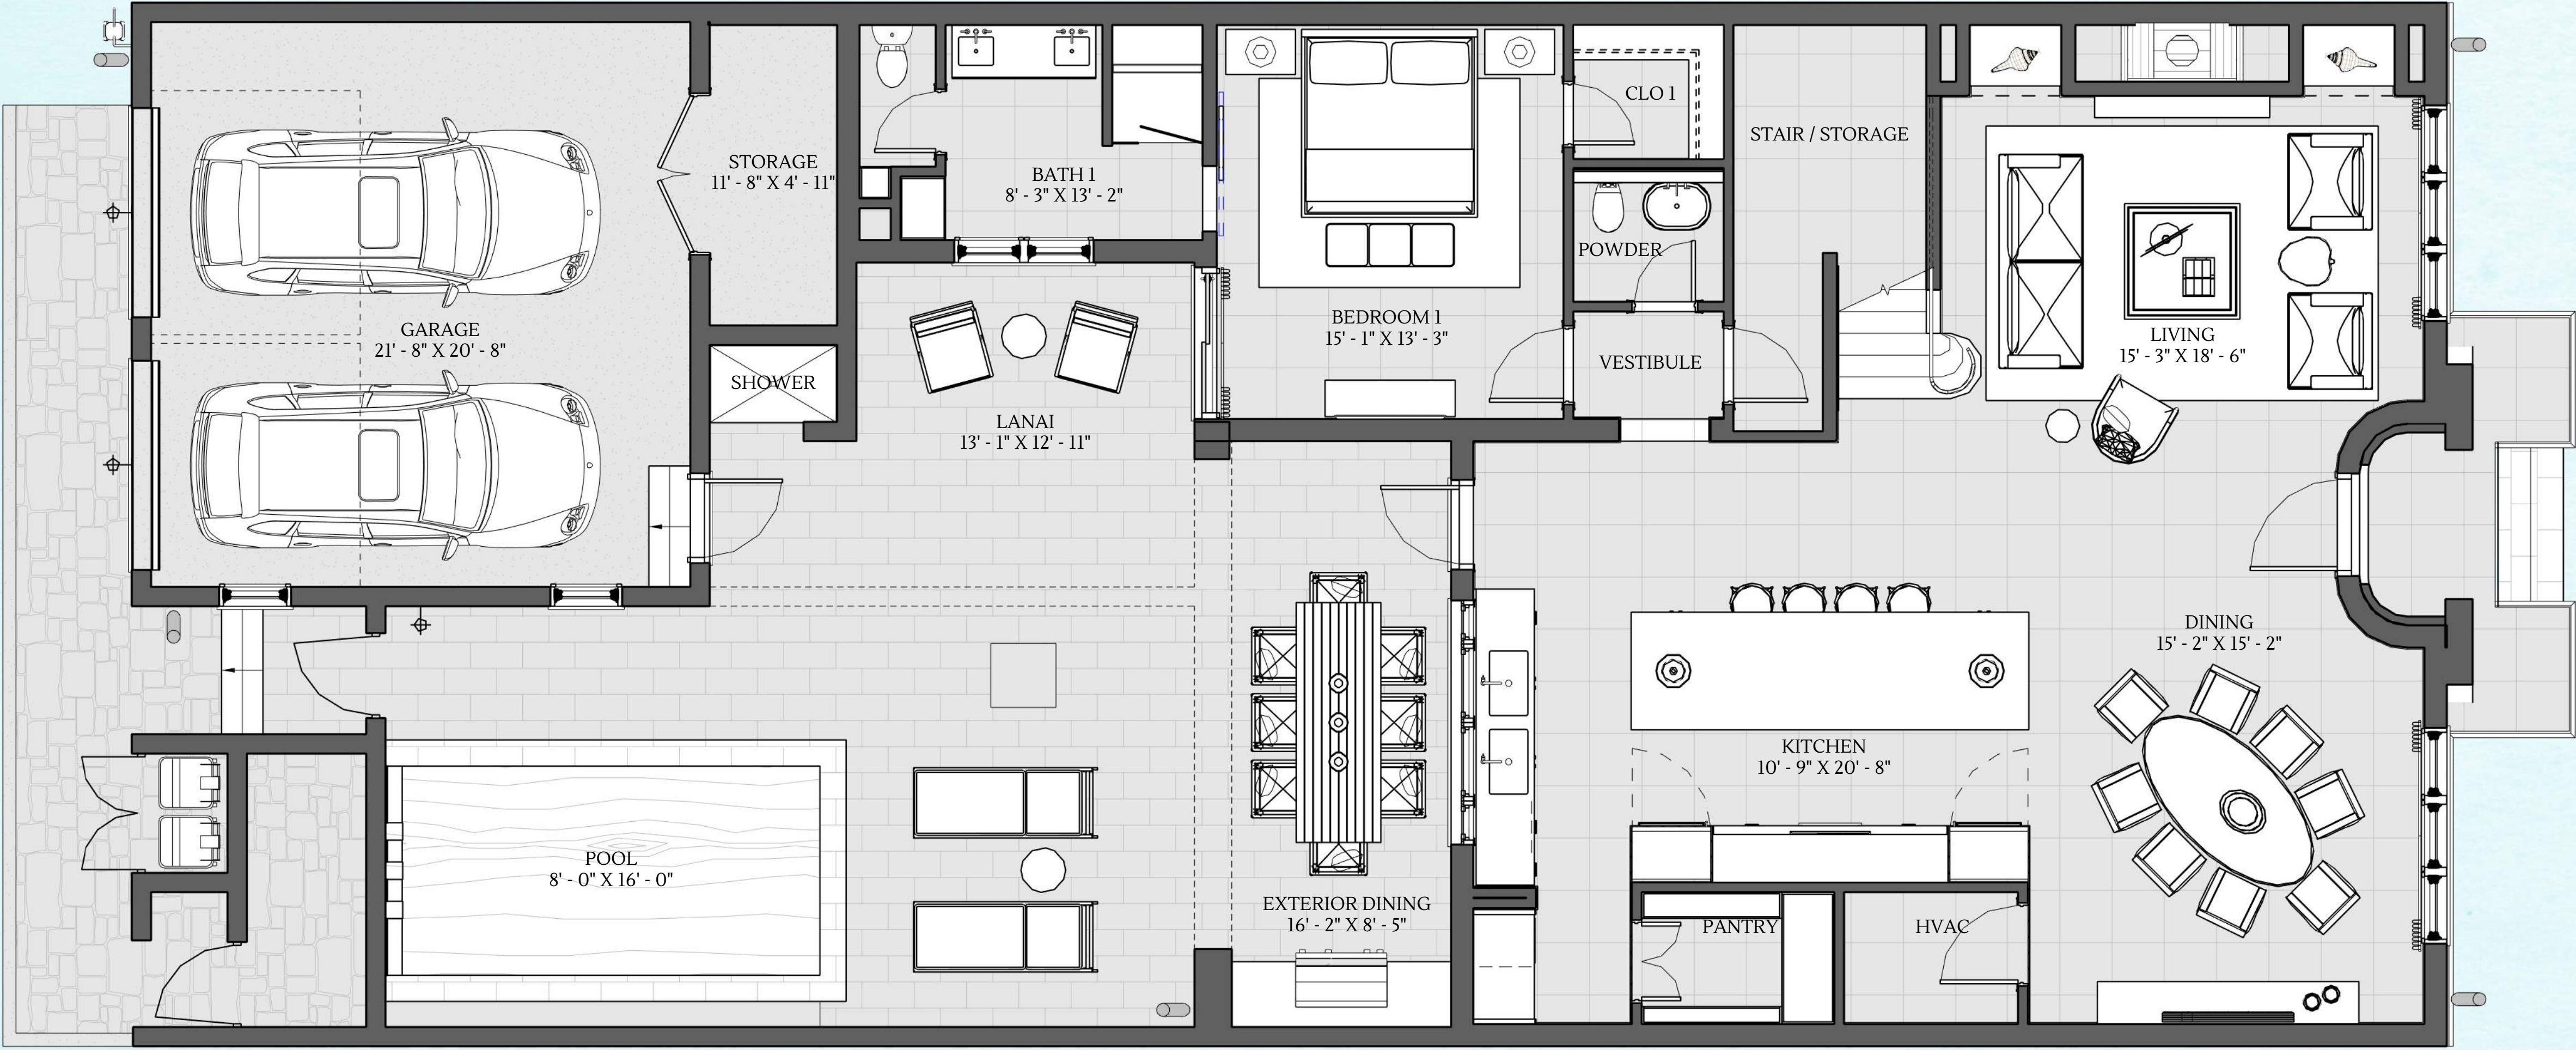 STORAGE
11' - 8" X 4' - 11"
BATH 1
8' - 3" X 13' - 2"
CLO 1
STAIR / STORAGE
POWDER
GARAGE
21' - 8" X 20' - 8"
BEDROOM 1
15' - 1" X 13' - 3"
VESTIBULE
LIVING
15' - 3" X 18' - 6"
SHOWER
LANAI
13' - 1" X 12' - 11"
DINING
15' - 2" X 15' - 2"
KITCHEN
10' - 9" X 20' - 8"
POOL
8' - 0" X 16' - 0"
EXTERIOR DINING
16' - 2" X 8' - 5"
PANTRY
HVAC